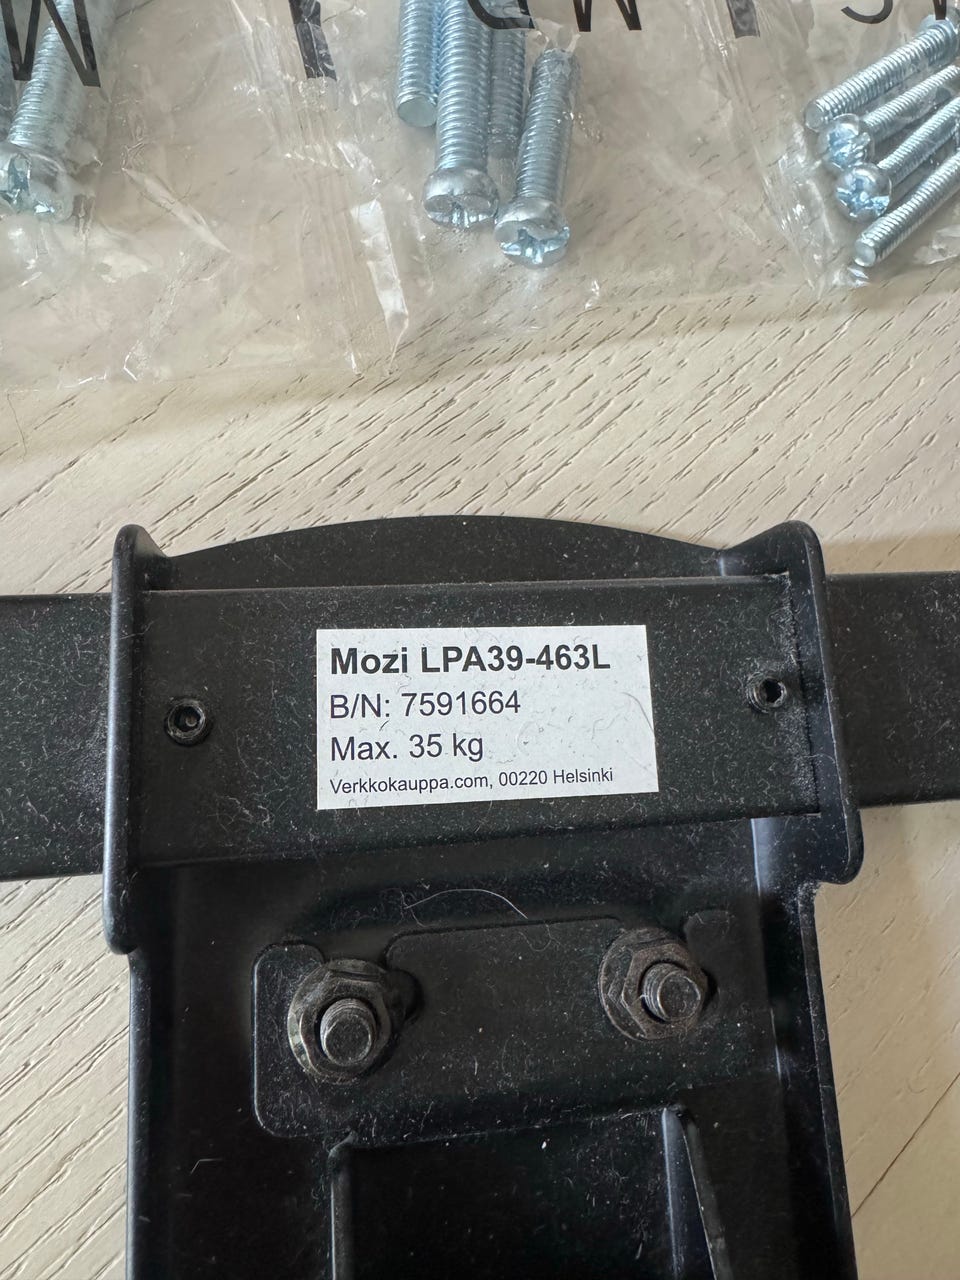 Mozi LPA39-463L
B/N: 7591664
Max. 35 kg
Verkkokauppa.com, 00220 Helsinki